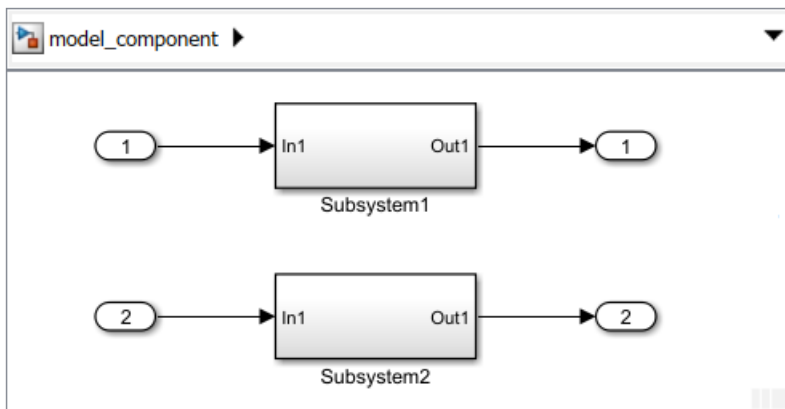 model_component
1 In1 Out1 1
Subsystem1
2 In1 Out1 2
Subsystem2